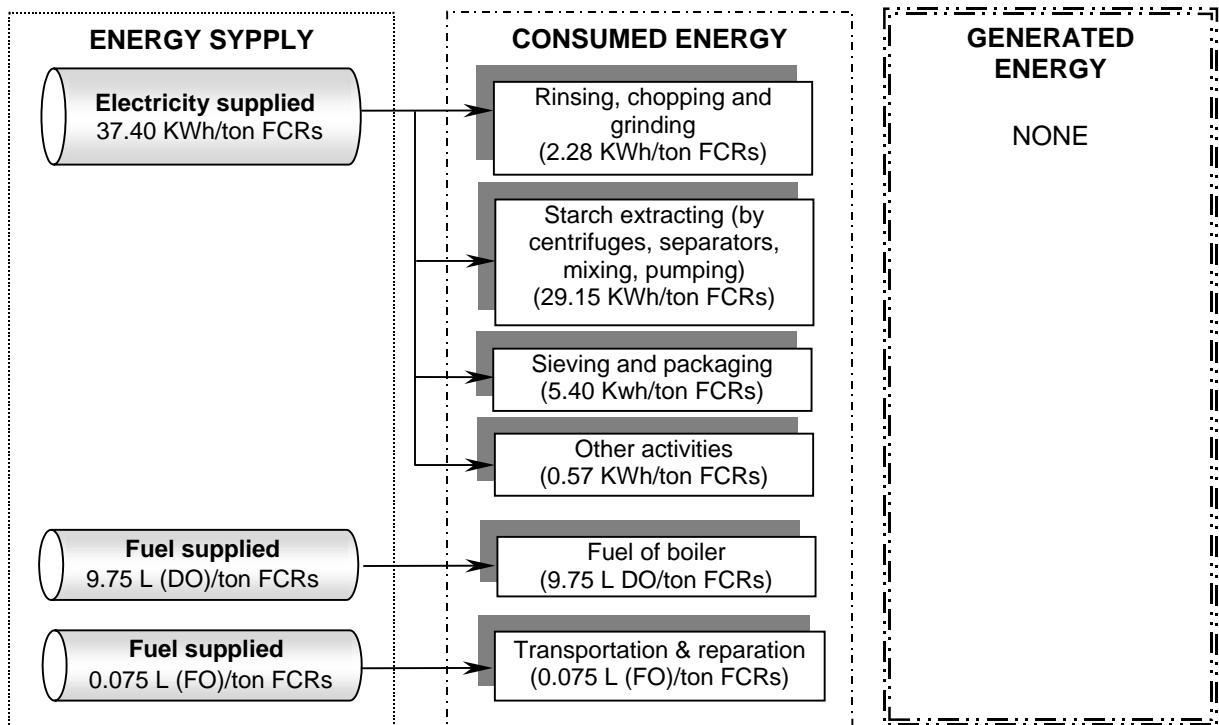 ENERGY SYPPLY
Electricity supplied
37.40 KWh/ton FCRs
Fuel supplied
9.75 L (DO)/ton FCRs
Fuel supplied
0.075 L (FO)/ton FCRs
CONSUMED ENERGY
Rinsing, chopping and
grinding
(2.28 KWh/ton FCRs)
Starch extracting (by
centrifuges, separators,
mixing, pumping)
(29.15 KWh/ton FCRs)
Sieving and packaging
(5.40 Kwh/ton FCRs)
Other activities
(0.57 KWh/ton FCRs)
Fuel of boiler
(9.75 L DO/ton FCRs)
Transportation & reparation
(0.075 L (FO)/ton FCRs)
GENERATED
ENERGY
NONE